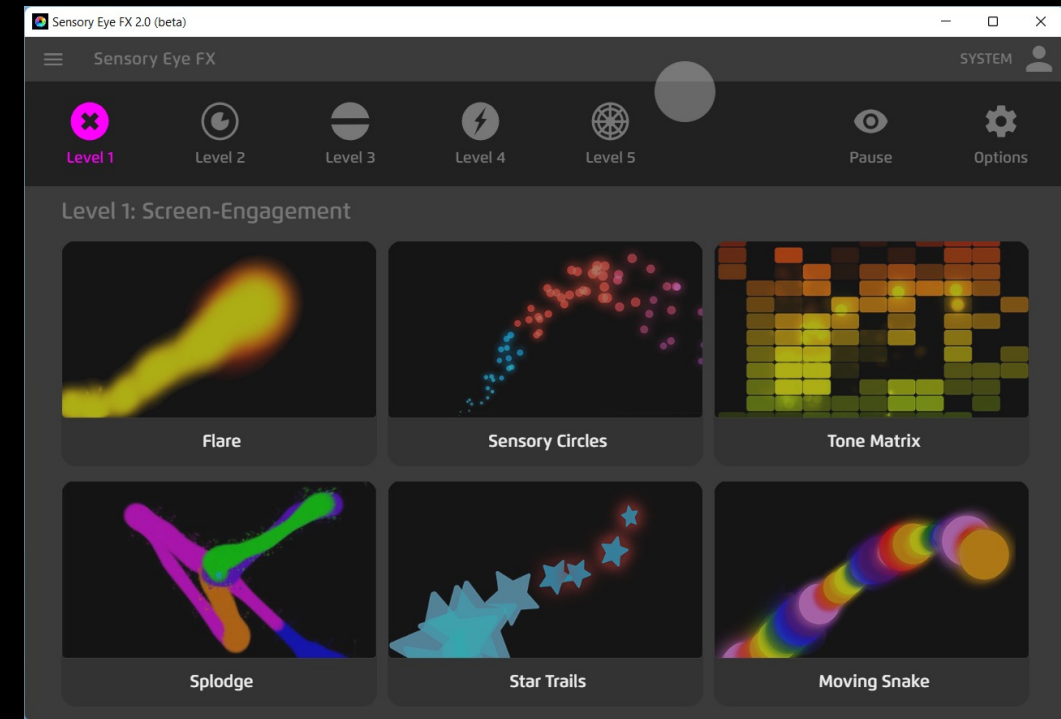 Sensory Eye FX 2.0 (beta)
Sensory Eye FX
SYSTEM
Level 1
Level 2
Level 3
Level 4
Level 5
Pause
Options
Level 1: Screen-Engagement
Flare
Sensory Circles
Tone Matrix
Splodge
Star Trails
Moving Snake